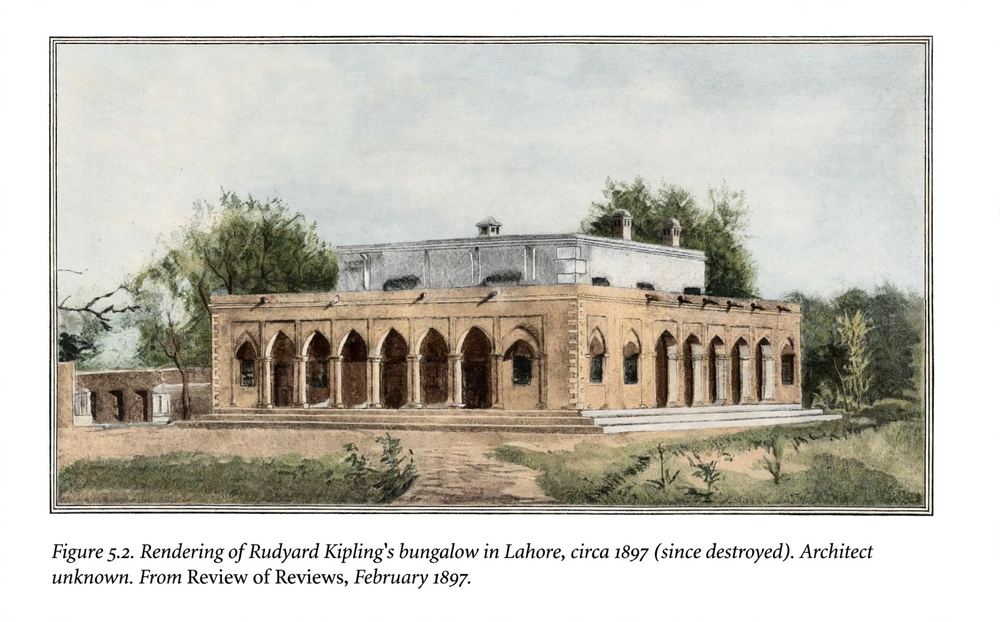 Figure 5.2. Rendering of Rudyard Kipling's bungalow in Lahore, circa 1897 (since destroyed). Architect
unknown. From Review of Reviews, February 1897.